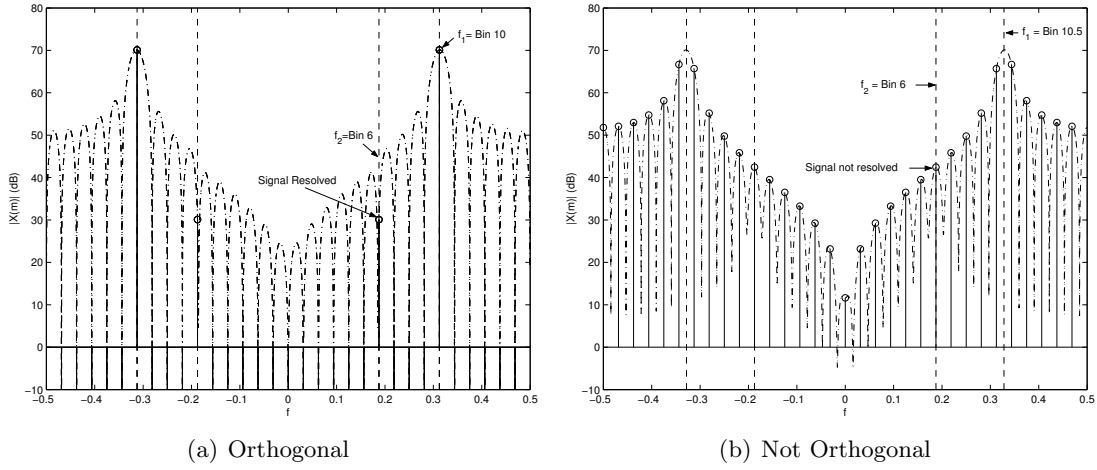 80
70
60
50
40
30
20
10
0
−10
−0.5 −0.4 −0.3 −0.2 −0.1 0 0.1 0.2 0.3 0.4 0.5
f
|X(m)| (dB)
f1= Bin 10
f2=Bin 6
Signal Resolved
(a) Orthogonal
80
70
60
50
40
30
20
10
0
−10
−0.5 −0.4 −0.3 −0.2 −0.1 0 0.1 0.2 0.3 0.4 0.5
f
|X(m)| (dB)
f1 = Bin 10.5
f2 = Bin 6
Signal not resolved
(b) Not Orthogonal